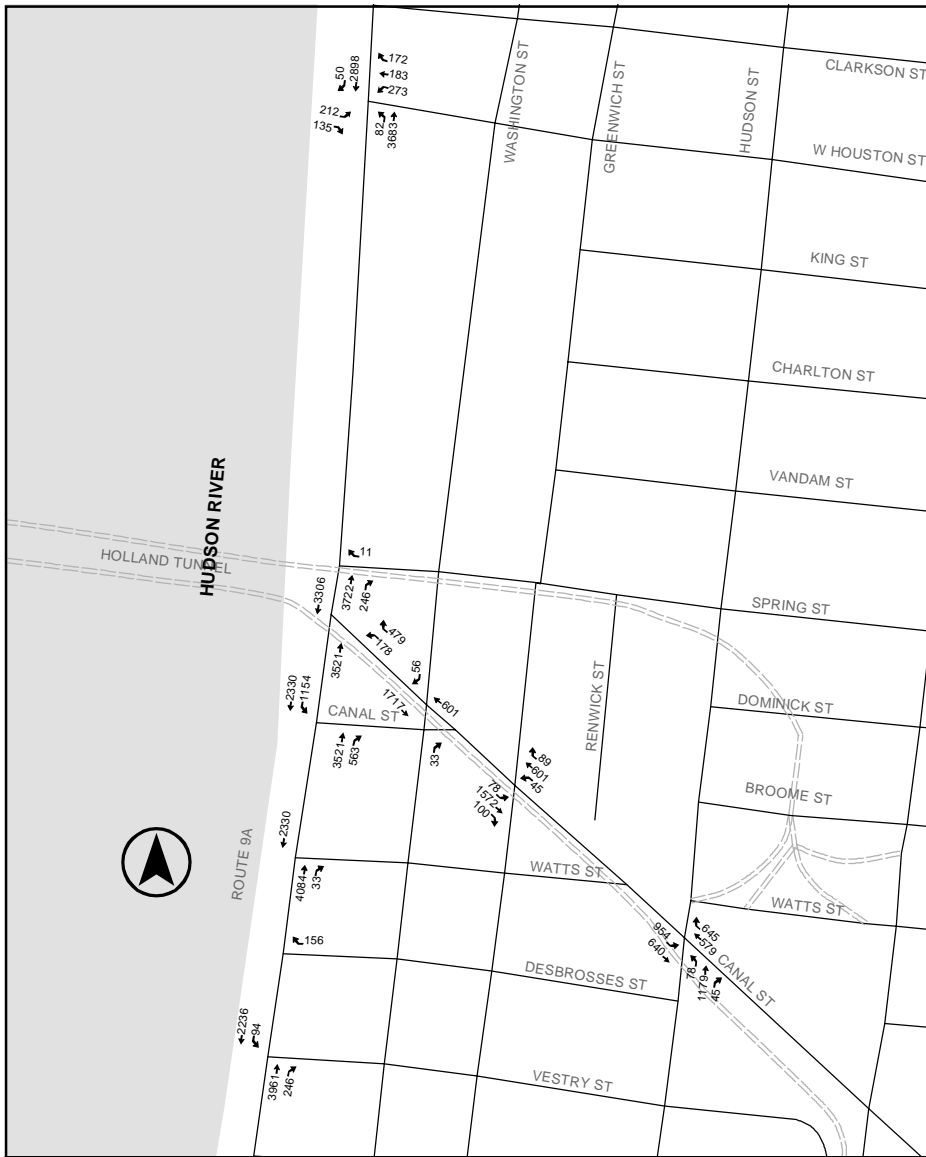 CLARKSON ST
WASHINGTON ST
GREENWICH ST
HUDSON ST
50
2898
172
183
273
212
135
82
3683
W HOUSTON ST
KING ST
CHARLTON ST
VANDAM ST
HUDSON RIVER
HOLLAND TUNNEL
11
3306
3722
246
SPRING ST
479
178
3521
56
RENWICK ST
2330
1154
1717
601
DOMINICK ST
CANAL ST
3521
563
33
89
601
45
78
1572
100
BROOME ST
2330
ROUTE 9A
4084
33
WATTS ST
WATTS ST
156
954
640
645
579
78
1179
45
CANAL ST
DESBROSSES ST
2236
94
3961
246
VESTRY ST